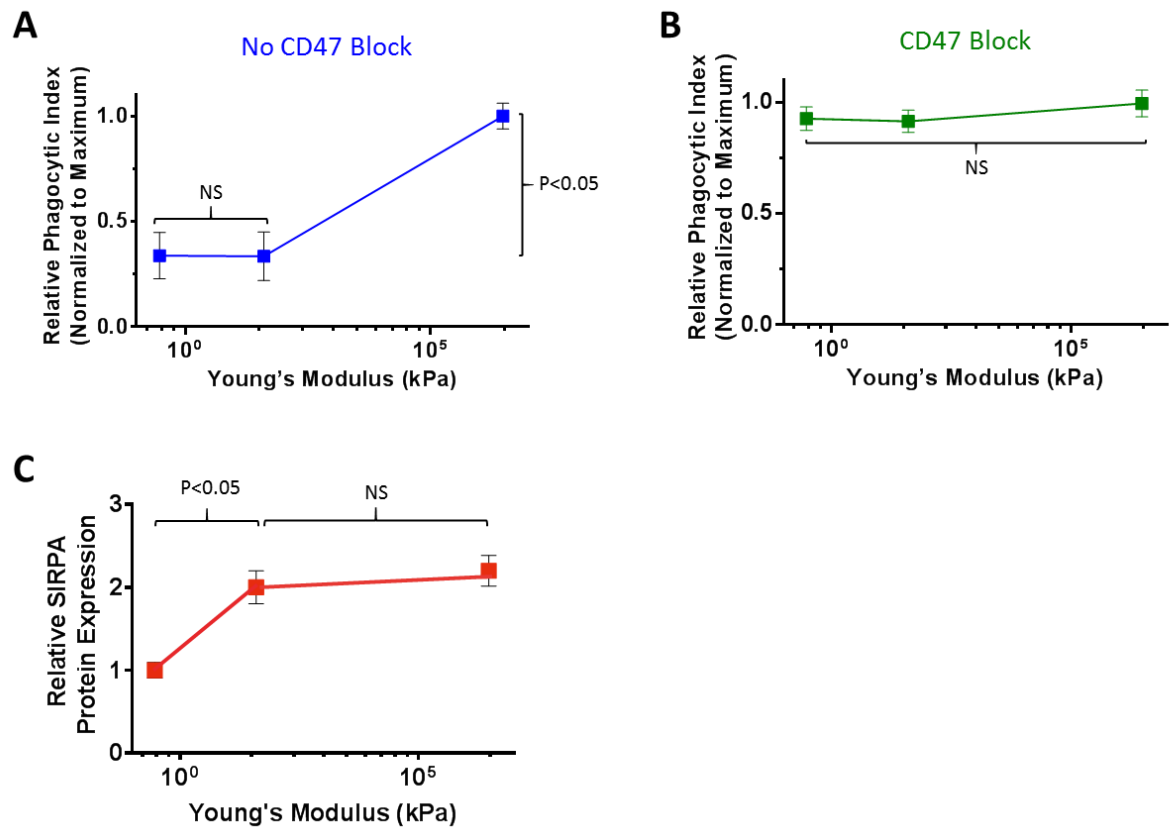 A
No CD47 Block
Relative Phagocytic Index
(Normalized to Maximum)
1.0
0.5
0.0
NS
P<0.05
10⁰
10⁵
Young's Modulus (kPa)
B
CD47 Block
Relative Phagocytic Index
(Normalized to Maximum)
1.0
0.5
0.0
NS
10⁰
10⁵
Young's Modulus (kPa)
C
Relative SIRPA
Protein Expression
3
2
1
0
P<0.05
NS
10⁰
10⁵
Young's Modulus (kPa)